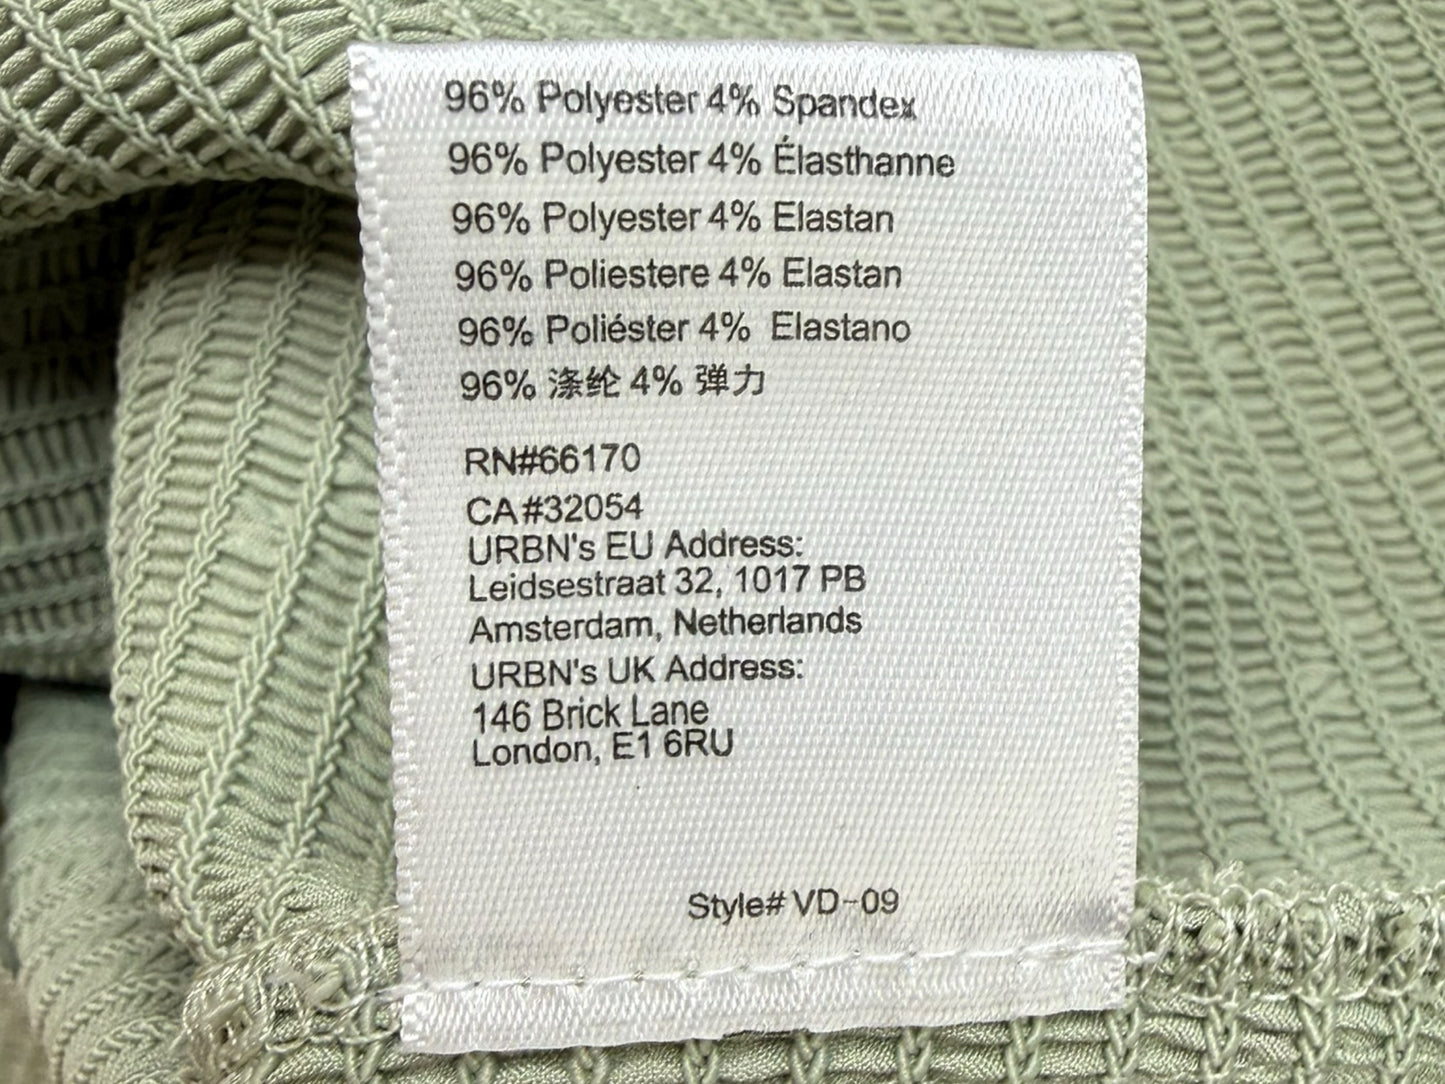 96% Polyester 4% Spandex
96% Polyester 4% Élasthanne
96% Polyester 4% Elastan
96% Poliestere 4% Elastan
96% Poliéster 4% Elastano
96% 涤纶 4% 弹力
RN#66170
CA#32054
URBN's EU Address:
Leidsestraat 32, 1017 PB
Amsterdam, Netherlands
URBN's UK Address:
146 Brick Lane
London, E1 6RU
Style# VD-09